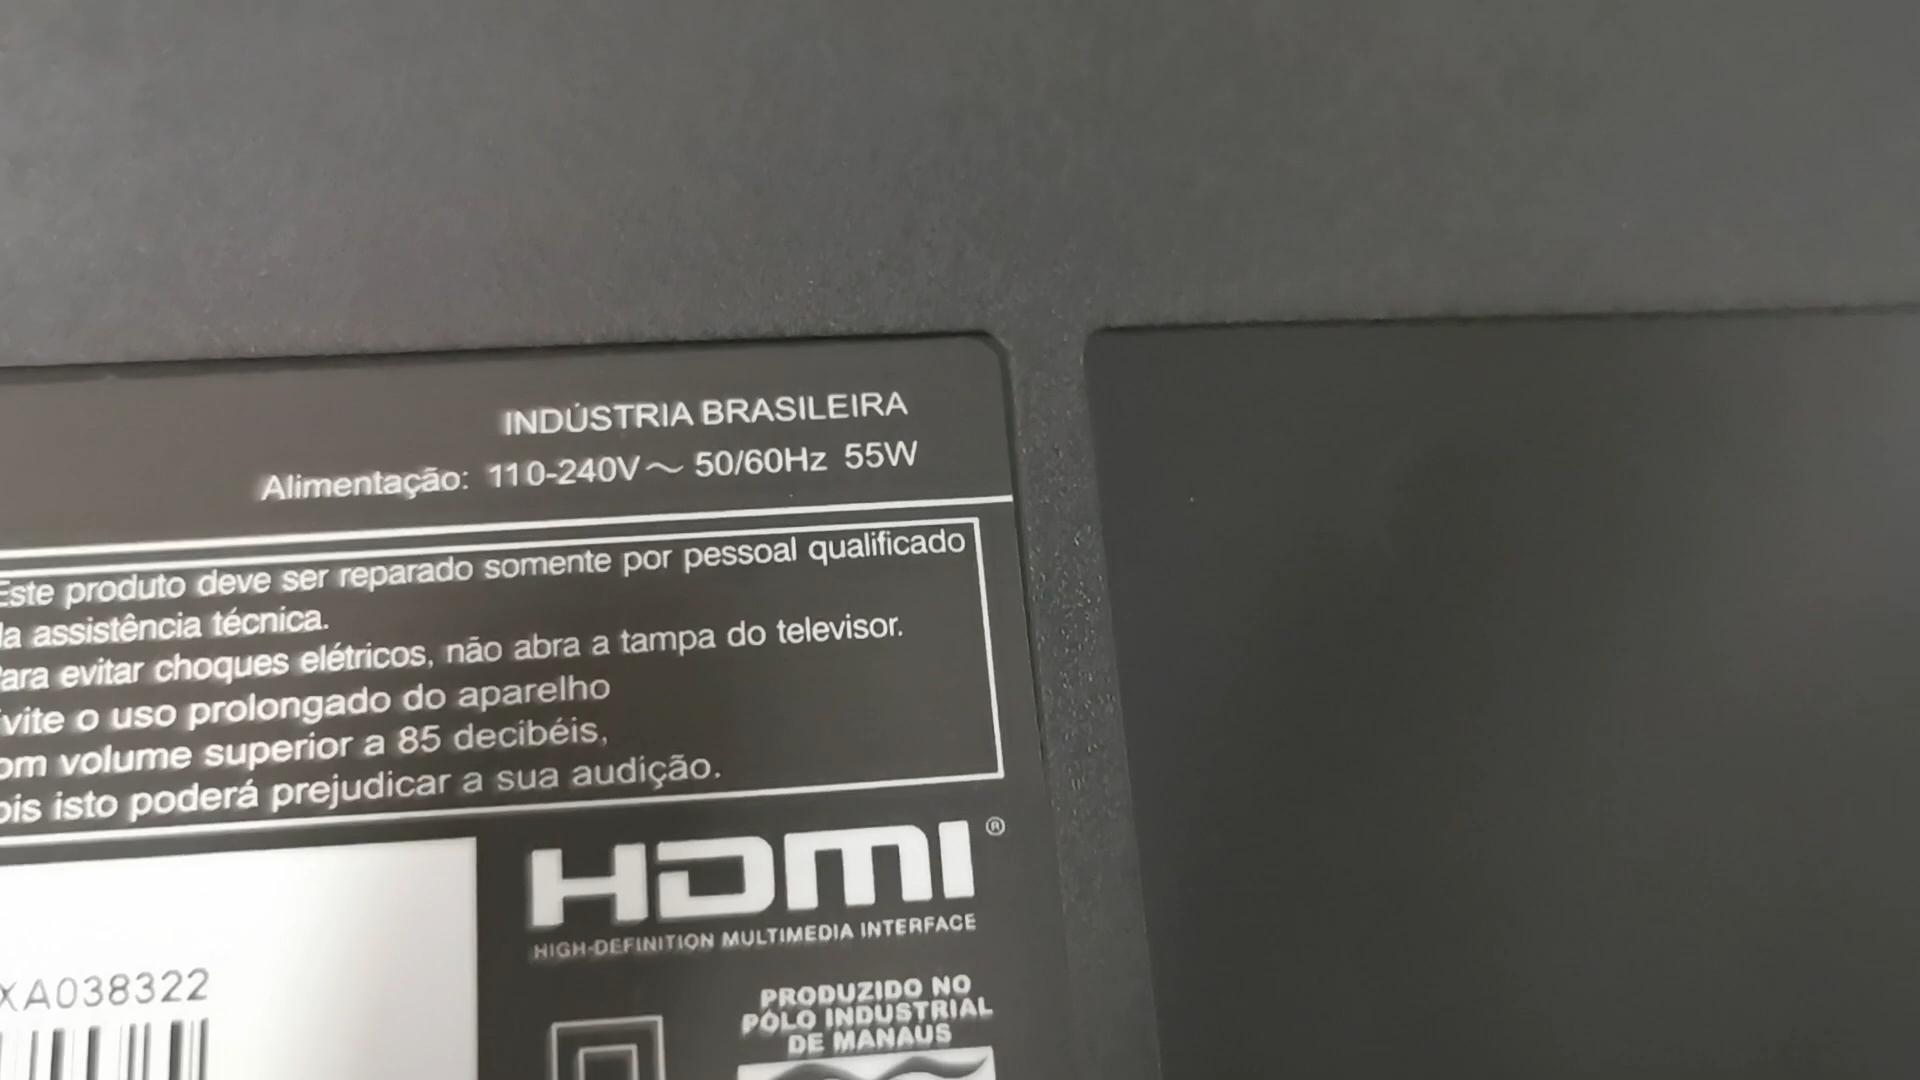 INDÚSTRIA BRASILEIRA
Alimentação: 110-240V～ 50/60Hz 55W
Este produto deve ser reparado somente por pessoal qualificado
da assistência técnica.
Para evitar choques elétricos, não abra a tampa do televisor.
Evite o uso prolongado do aparelho
om volume superior a 85 decibéis,
ois isto poderá prejudicar a sua audição.
HDMI®
HIGH-DEFINITION MULTIMEDIA INTERFACE
XA038322
PRODUZIDO NO
PÓLO INDUSTRIAL
DE MANAUS